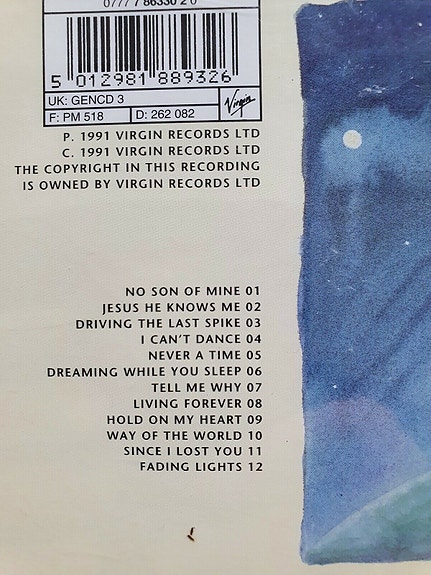 0777 7 86330 2 0
5 012981 889326
UK: GENCD 3
F: PM 518 D: 262 082
Virgin
P. 1991 VIRGIN RECORDS LTD
C. 1991 VIRGIN RECORDS LTD
THE COPYRIGHT IN THIS RECORDING
IS OWNED BY VIRGIN RECORDS LTD
NO SON OF MINE 01
JESUS HE KNOWS ME 02
DRIVING THE LAST SPIKE 03
I CAN'T DANCE 04
NEVER A TIME 05
DREAMING WHILE YOU SLEEP 06
TELL ME WHY 07
LIVING FOREVER 08
HOLD ON MY HEART 09
WAY OF THE WORLD 10
SINCE I LOST YOU 11
FADING LIGHTS 12